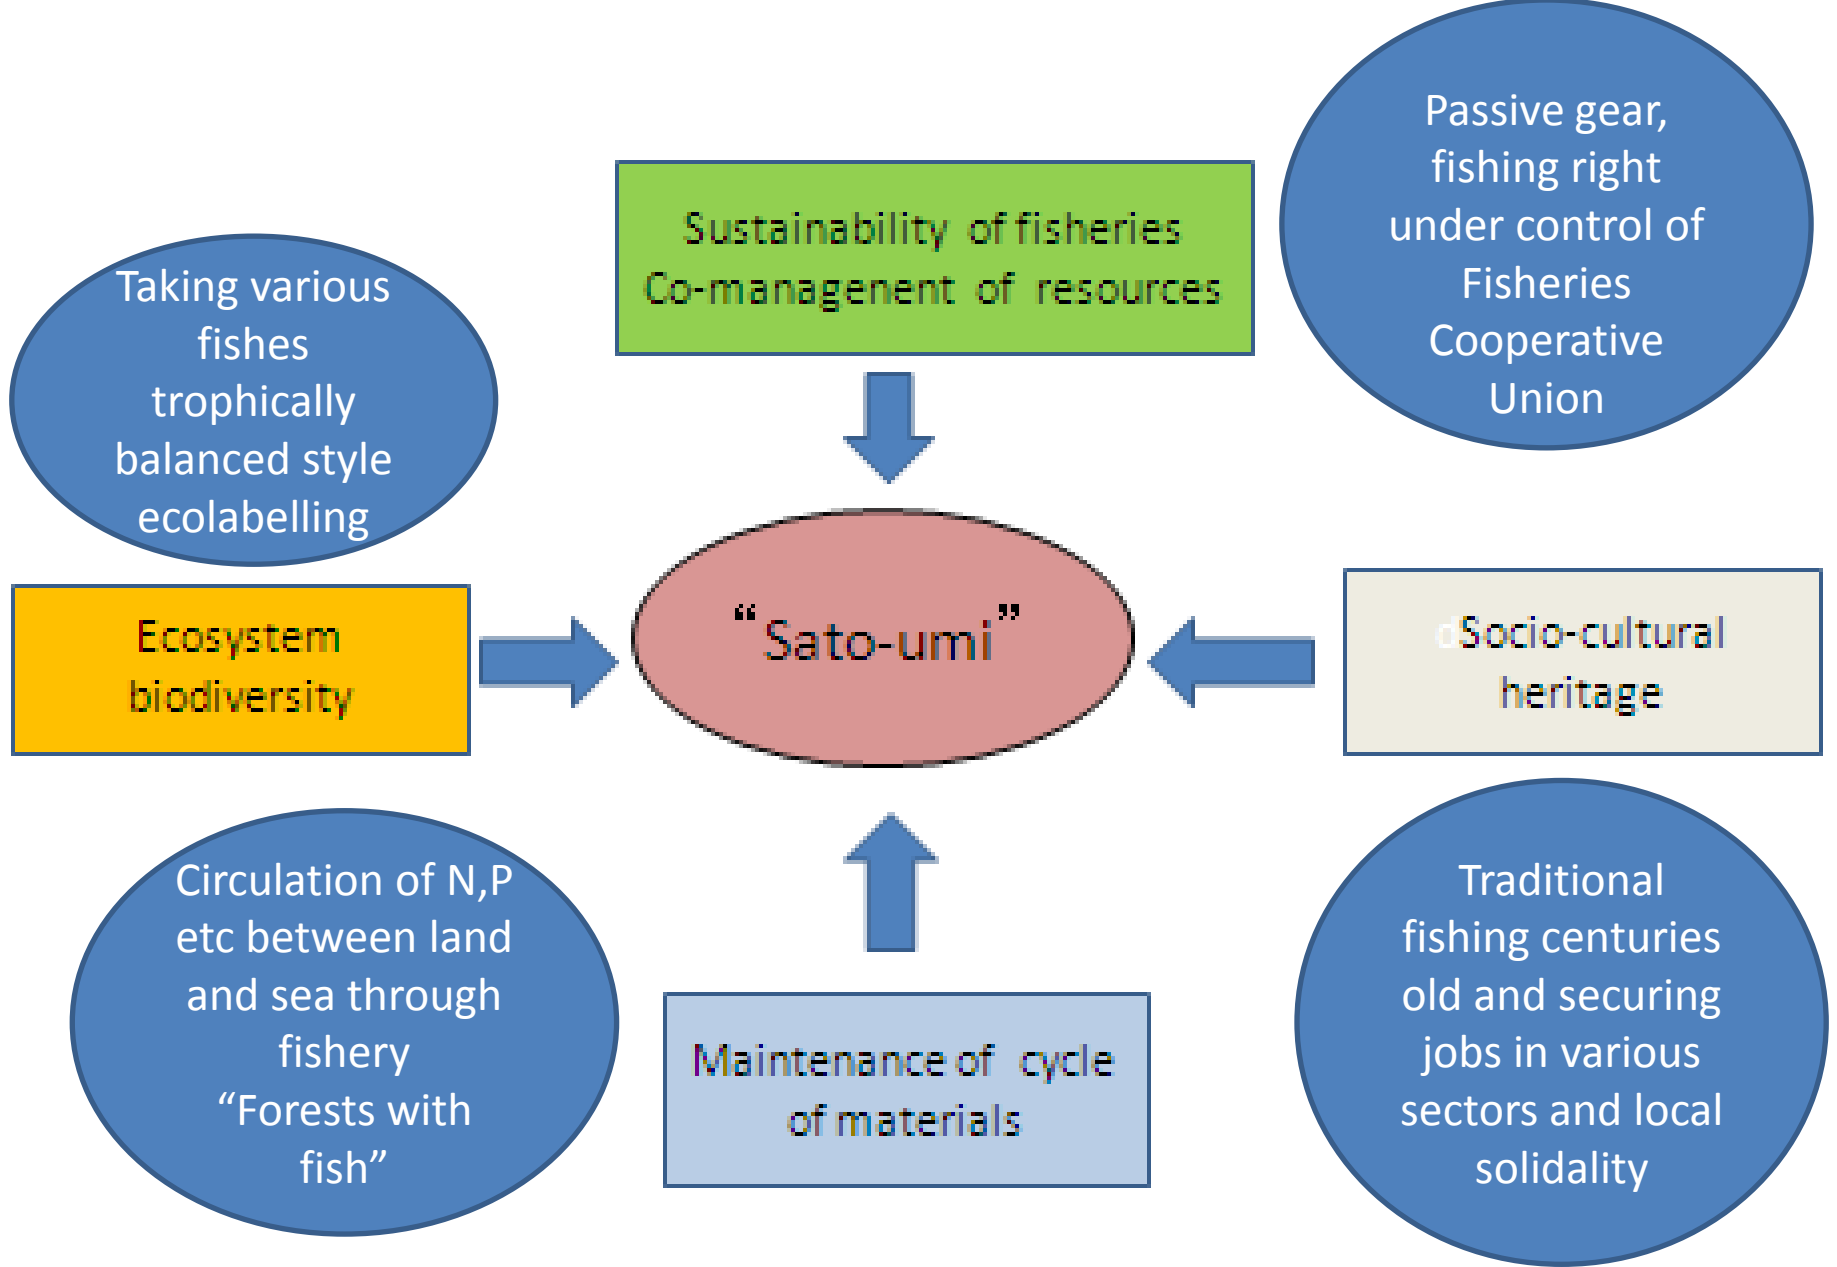 Passive gear,
fishing right
under control of
Fisheries
Cooperative
Union
Sustainability of fisheries
Co-managenent of resources
Taking various
fishes
trophically
balanced style
ecolabelling
"Sato-umi"
Ecosystem
biodiversity
dSocio-cultural
heritage
Circulation of N,P
etc between land
and sea through
fishery
“Forests with
fish”
Traditional
fishing centuries
old and securing
jobs in various
sectors and local
solidality
Maintenance of cycle
of materials